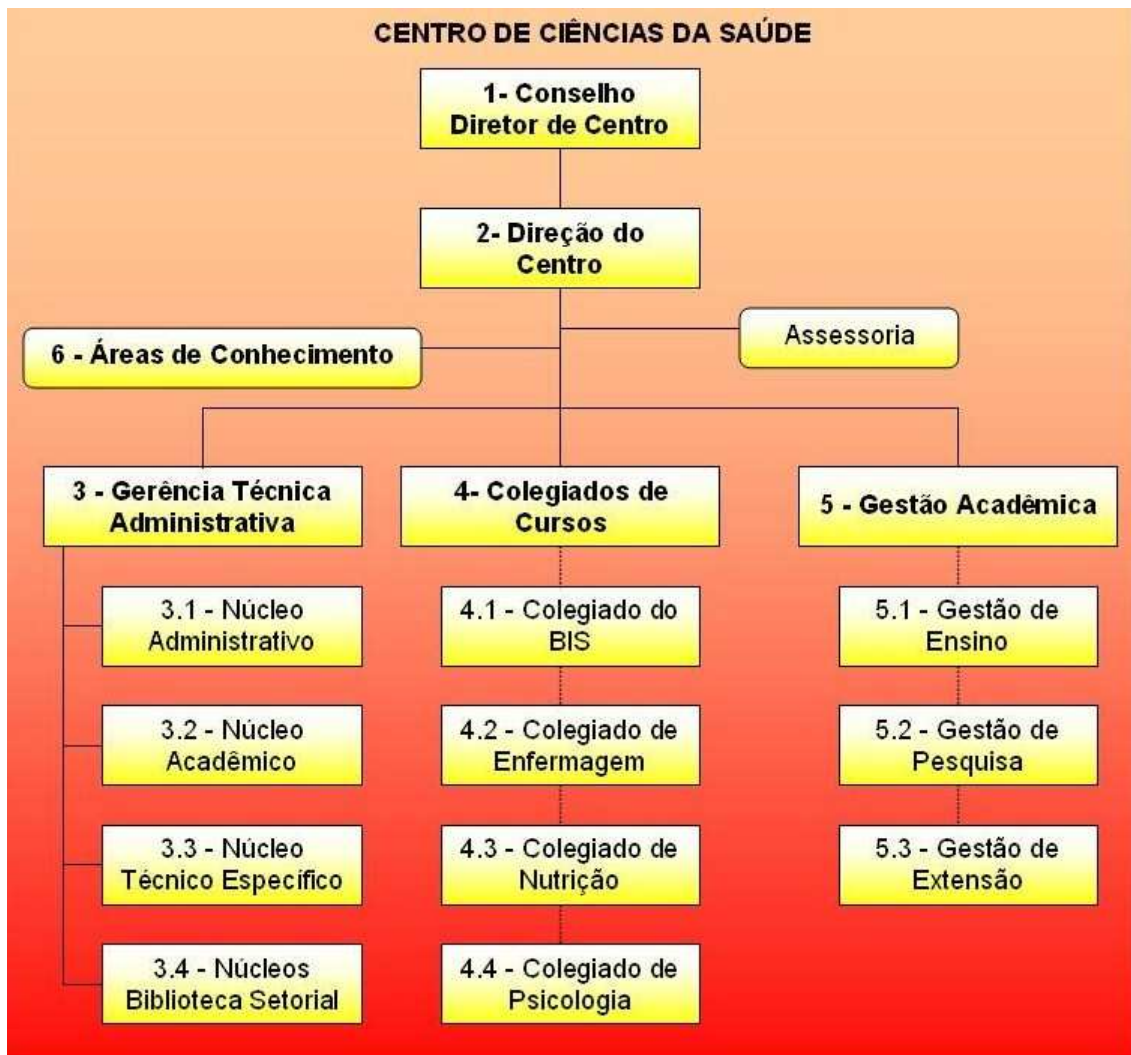 CENTRO DE CIÊNCIAS DA SAÚDE
1- Conselho
Diretor de Centro
2- Direção do
Centro
Assessoria
6 - Áreas de Conhecimento
3 - Gerência Técnica
Administrativa
4- Colegiados de
Cursos
5 - Gestão Acadêmica
3.1 - Núcleo
Administrativo
4.1 - Colegiado do
BIS
5.1 - Gestão de
Ensino
3.2 - Núcleo
Acadêmico
4.2 - Colegiado de
Enfermagem
5.2 - Gestão de
Pesquisa
3.3 - Núcleo
Técnico Específico
4.3 - Colegiado de
Nutrição
5.3 - Gestão de
Extensão
3.4 - Núcleos
Biblioteca Setorial
4.4 - Colegiado de
Psicologia